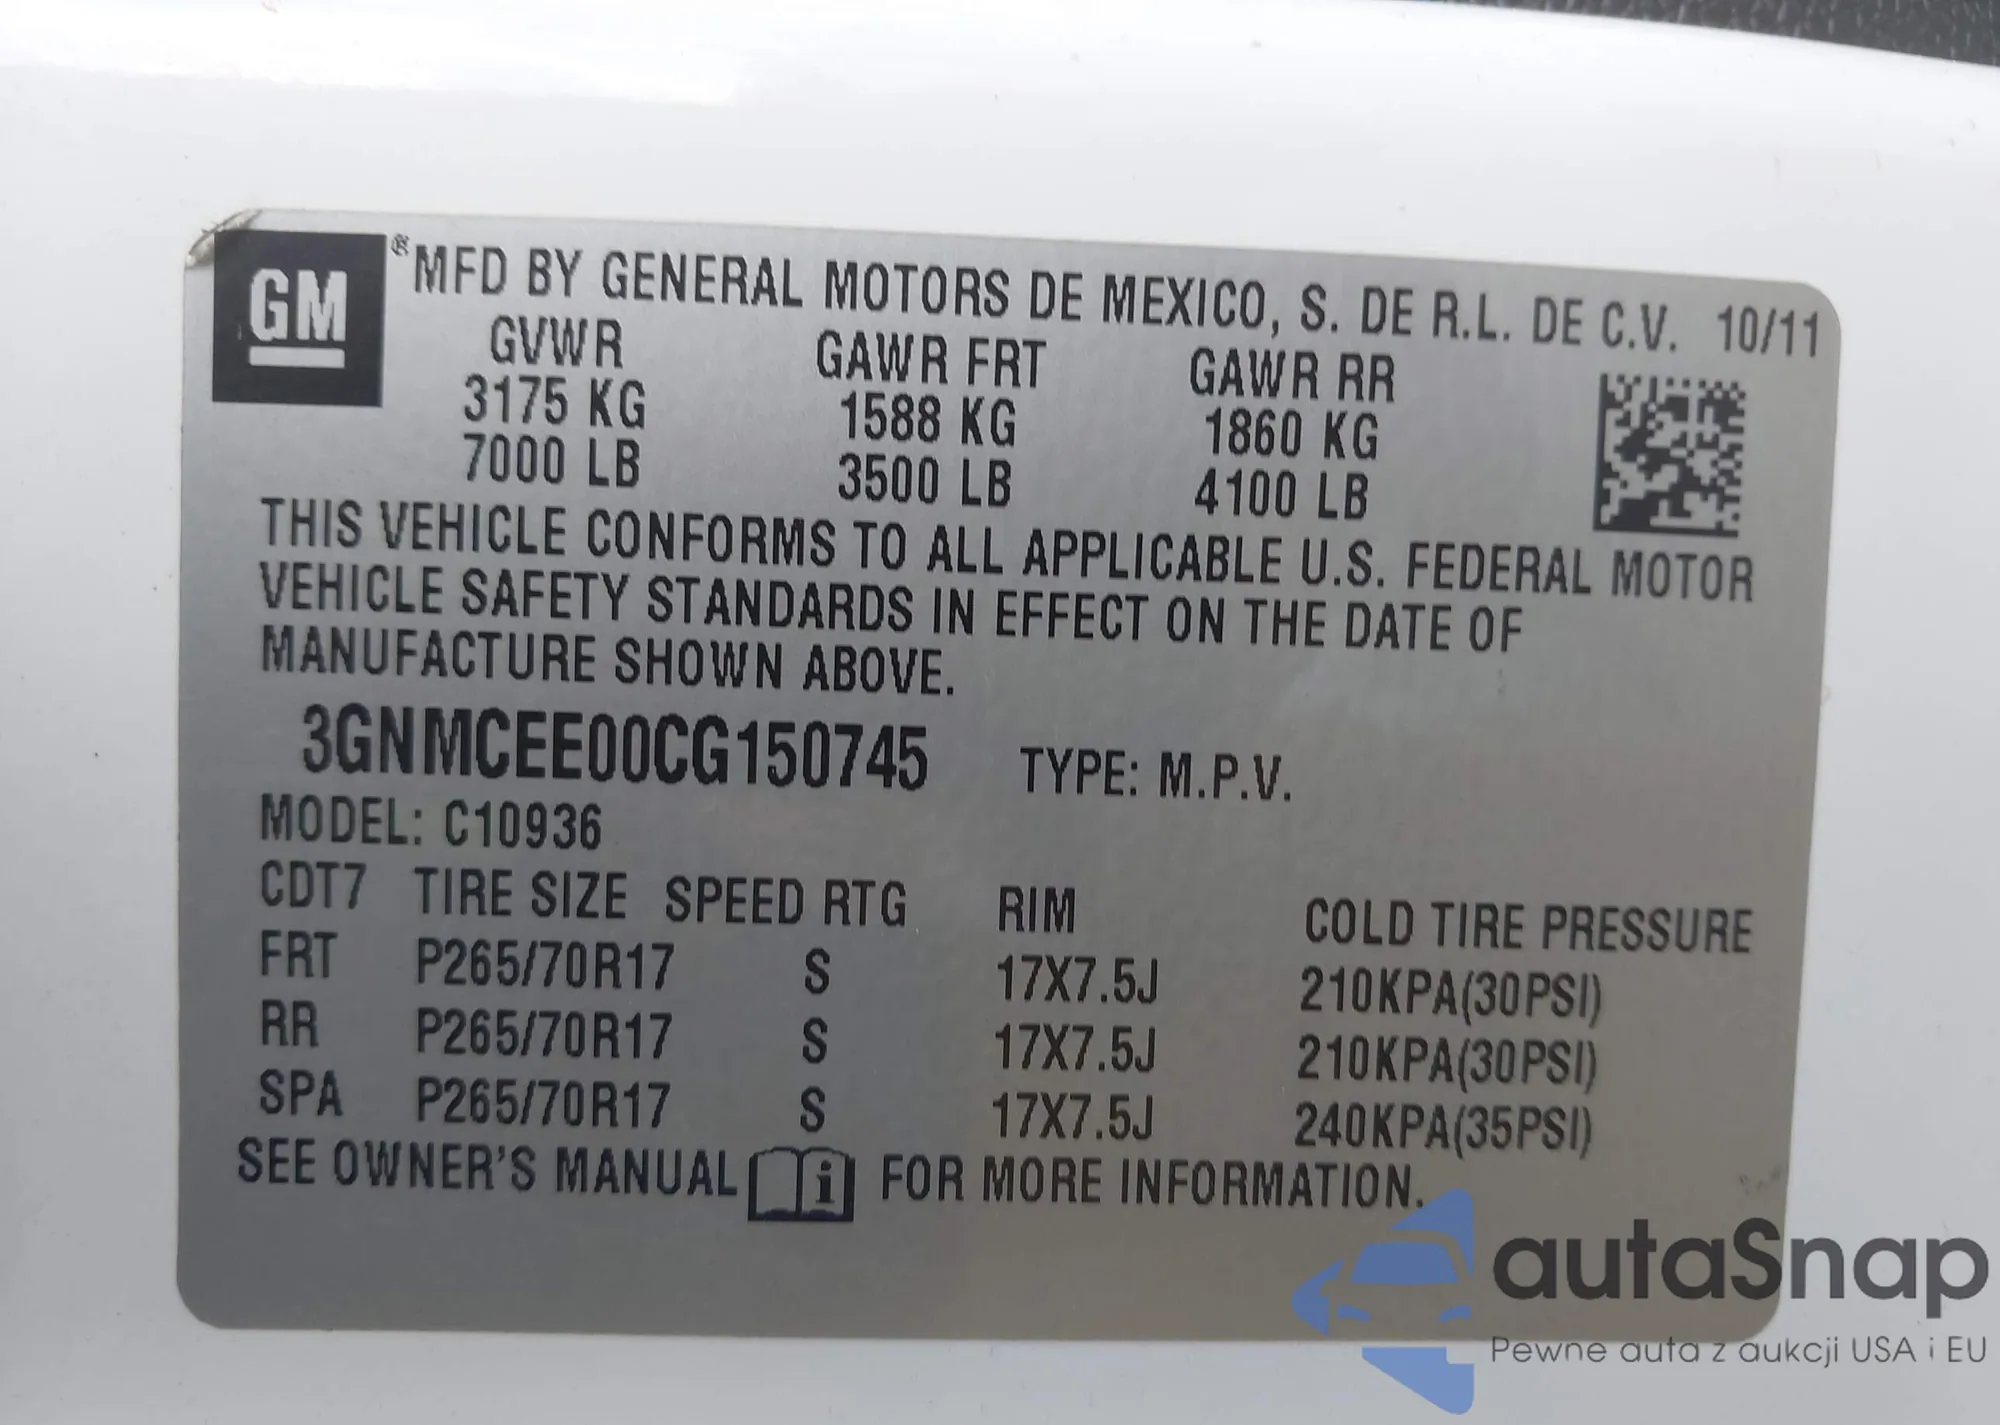 GM
®MFD BY GENERAL MOTORS DE MEXICO, S. DE R.L. DE C.V. 10/11
GVWR GAWR FRT GAWR RR
3175 KG 1588 KG 1860 KG
7000 LB 3500 LB 4100 LB
THIS VEHICLE CONFORMS TO ALL APPLICABLE U.S. FEDERAL MOTOR
VEHICLE SAFETY STANDARDS IN EFFECT ON THE DATE OF
MANUFACTURE SHOWN ABOVE.
3GNMCEE00CG150745 TYPE: M.P.V.
MODEL: C10936
CDT7 TIRE SIZE SPEED RTG RIM COLD TIRE PRESSURE
FRT P265/70R17 S 17X7.5J 210KPA(30PSI)
RR P265/70R17 S 17X7.5J 210KPA(30PSI)
SPA P265/70R17 S 17X7.5J 240KPA(35PSI)
SEE OWNER'S MANUAL i FOR MORE INFORMATION.
autaSnap
Pewne auta z aukcji USA i EU